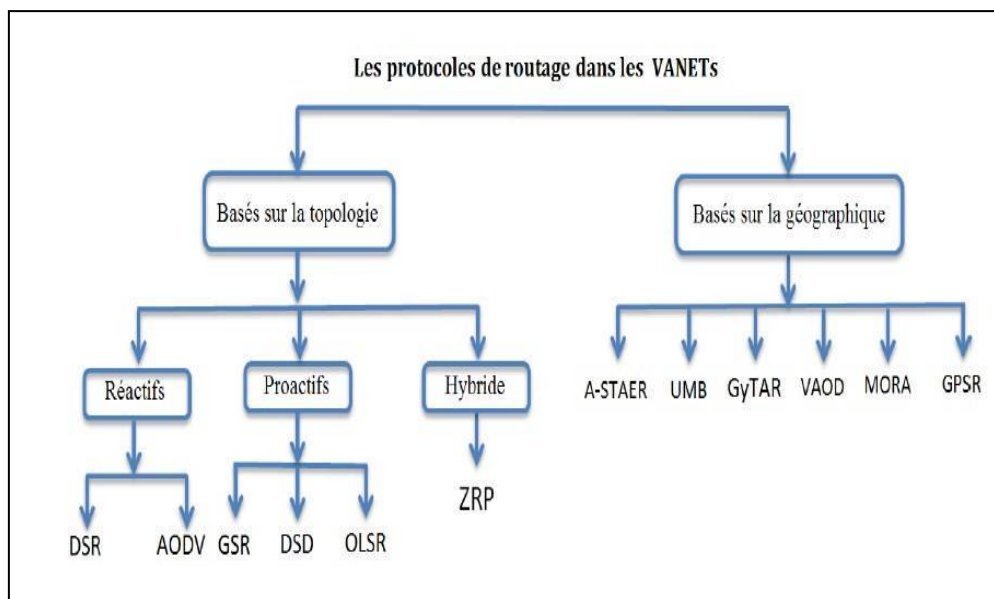 Les protocoles de routage dans les VANETs
Basés sur la topologie
Basés sur la géographique
Réactifs
Proactifs
Hybride
A-STAER UMB GyTAR VAOD MORA GPSR
ZRP
DSR AODV GSR DSD OLSR